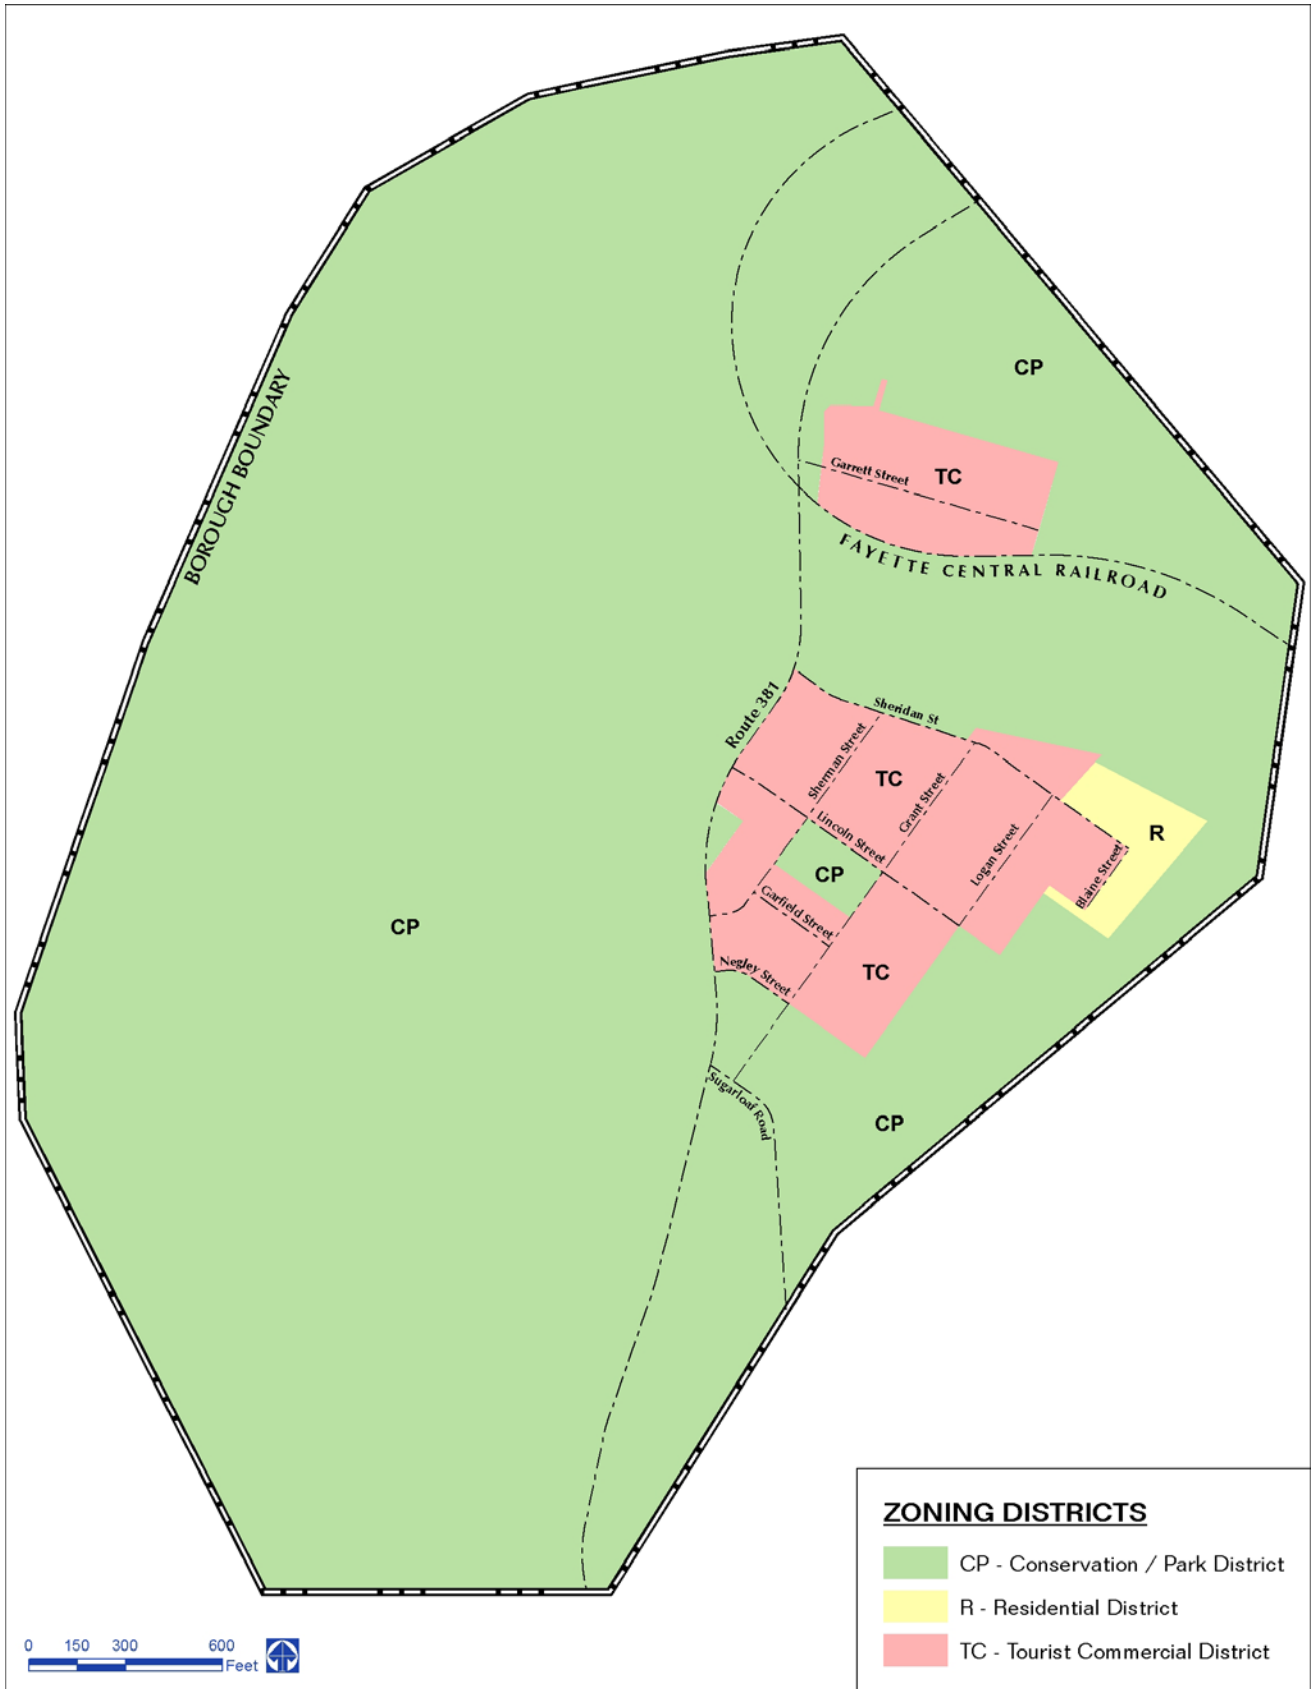 CP
BOROUGH BOUNDARY
Garrett Street
TC
FAYETTE CENTRAL RAILROAD
Route 381
Sheridan St
Sherman Street
TC
Grant Street
Lincoln Street
Logan Street
R
Blaine Street
CP
Garfield Street
CP
Negley Street
TC
Sugarloaf Road
CP
ZONING DISTRICTS
CP - Conservation / Park District
R - Residential District
TC - Tourist Commercial District
0 150 300 600
Feet